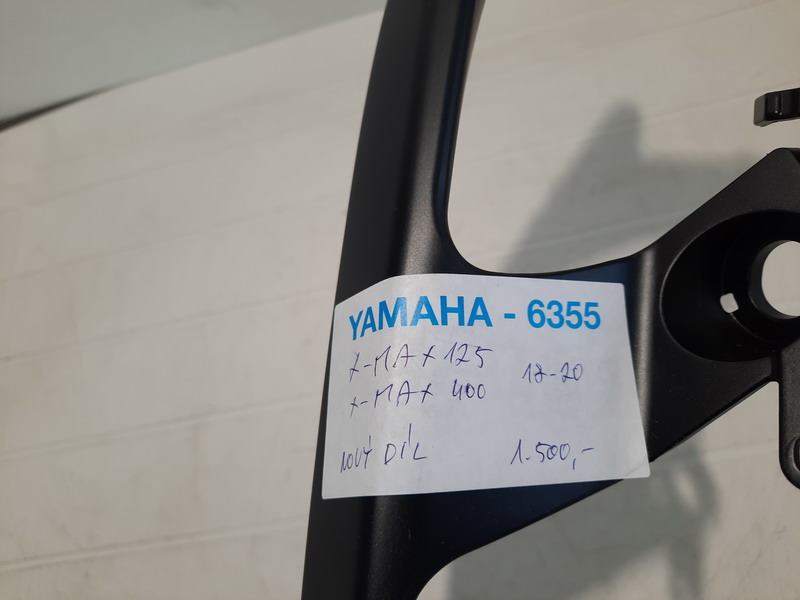 YAMAHA - 6355
X-MAX 125
18-20
X-MAX 400
NOVÝ DÍL
1.500,-